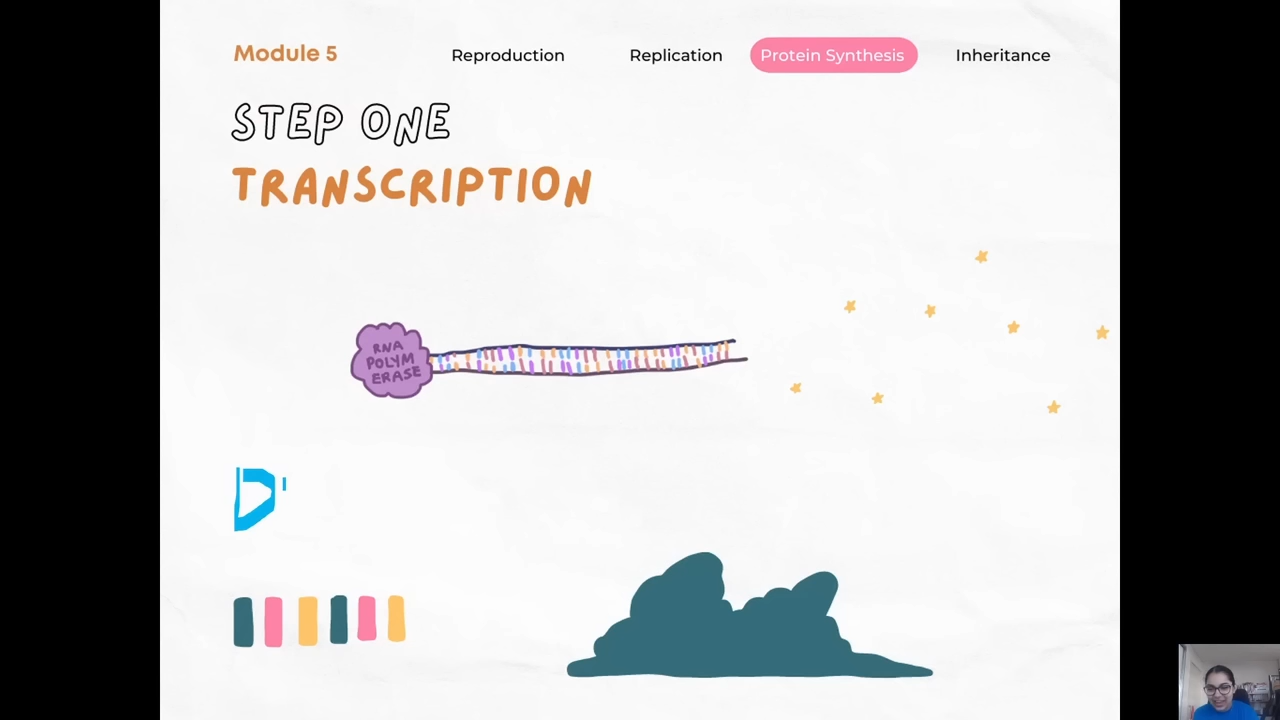 Module 5
Reproduction
Replication
Protein Synthesis
Inheritance
STEP ONE
TRANSCRIPTION
RNA
POLYM
ERASE